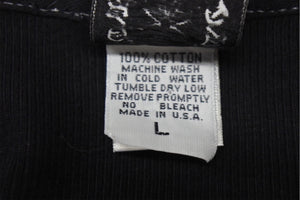 100% COTTON
MACHINE WASH
IN COLD WATER
TUMBLE DRY LOW
REMOVE PROMPTLY
NO BLEACH
MADE IN U.S.A.
L